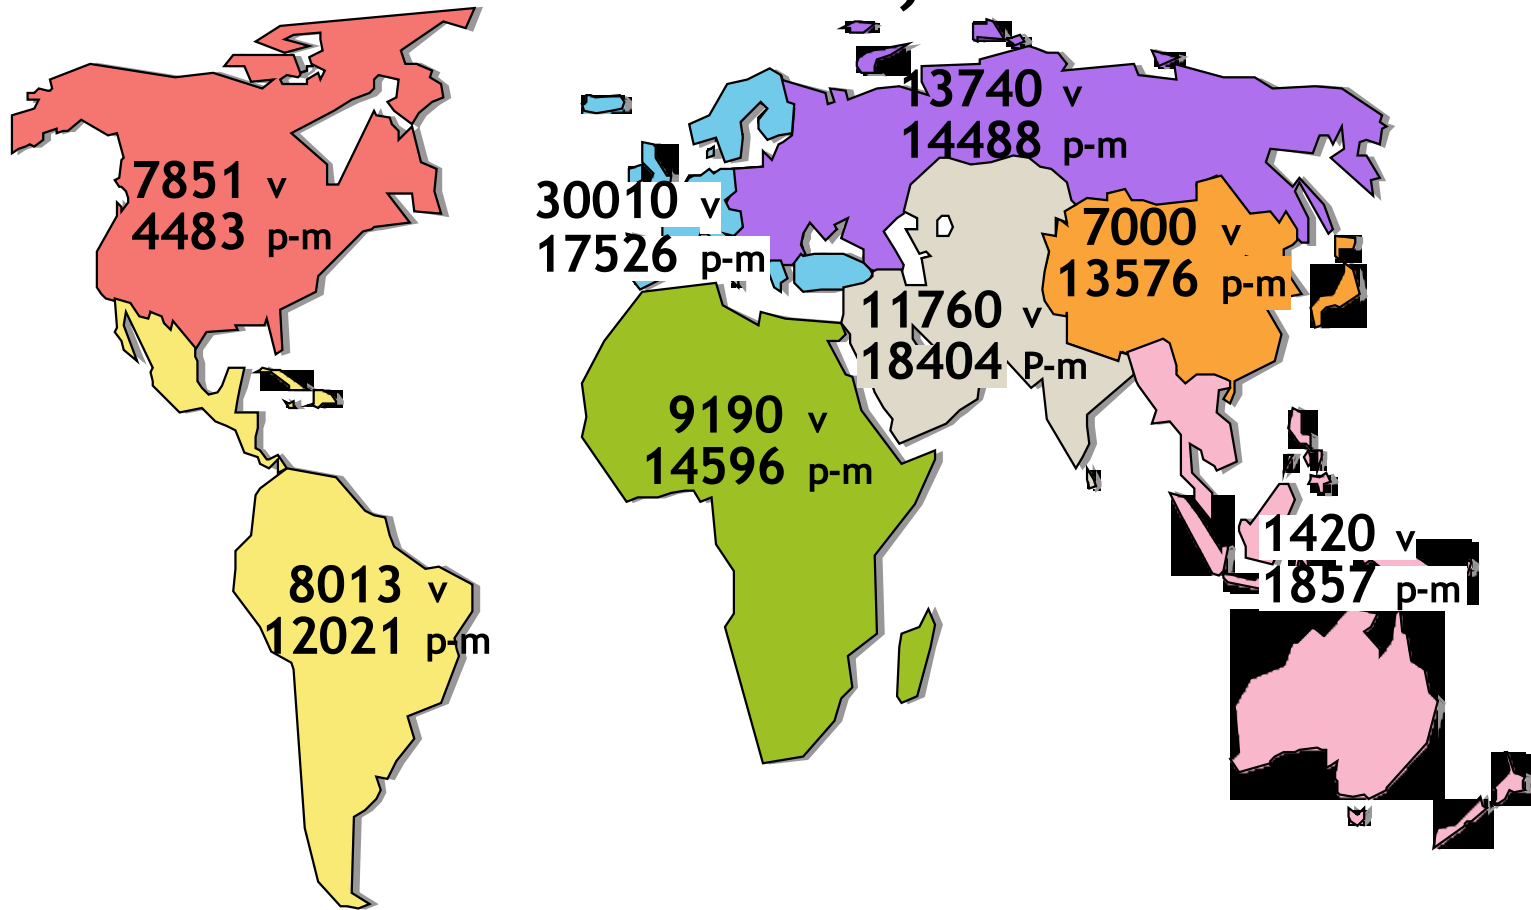 7851 v
4483 p-m
30010 v
17526 p-m
13740 v
14488 p-m
7000 v
13576 p-m
11760 v
18404 P-m
9190 v
14596 p-m
8013 v
12021 p-m
1420 v
1857 p-m